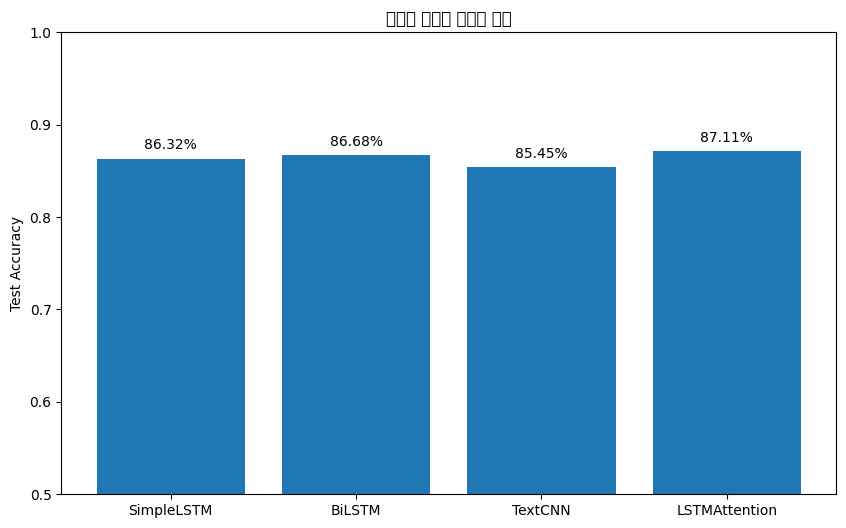 1.0
0.9
0.8
0.7
0.6
0.5
Test Accuracy
86.32%
86.68%
85.45%
87.11%
SimpleLSTM
BiLSTM
TextCNN
LSTMAttention